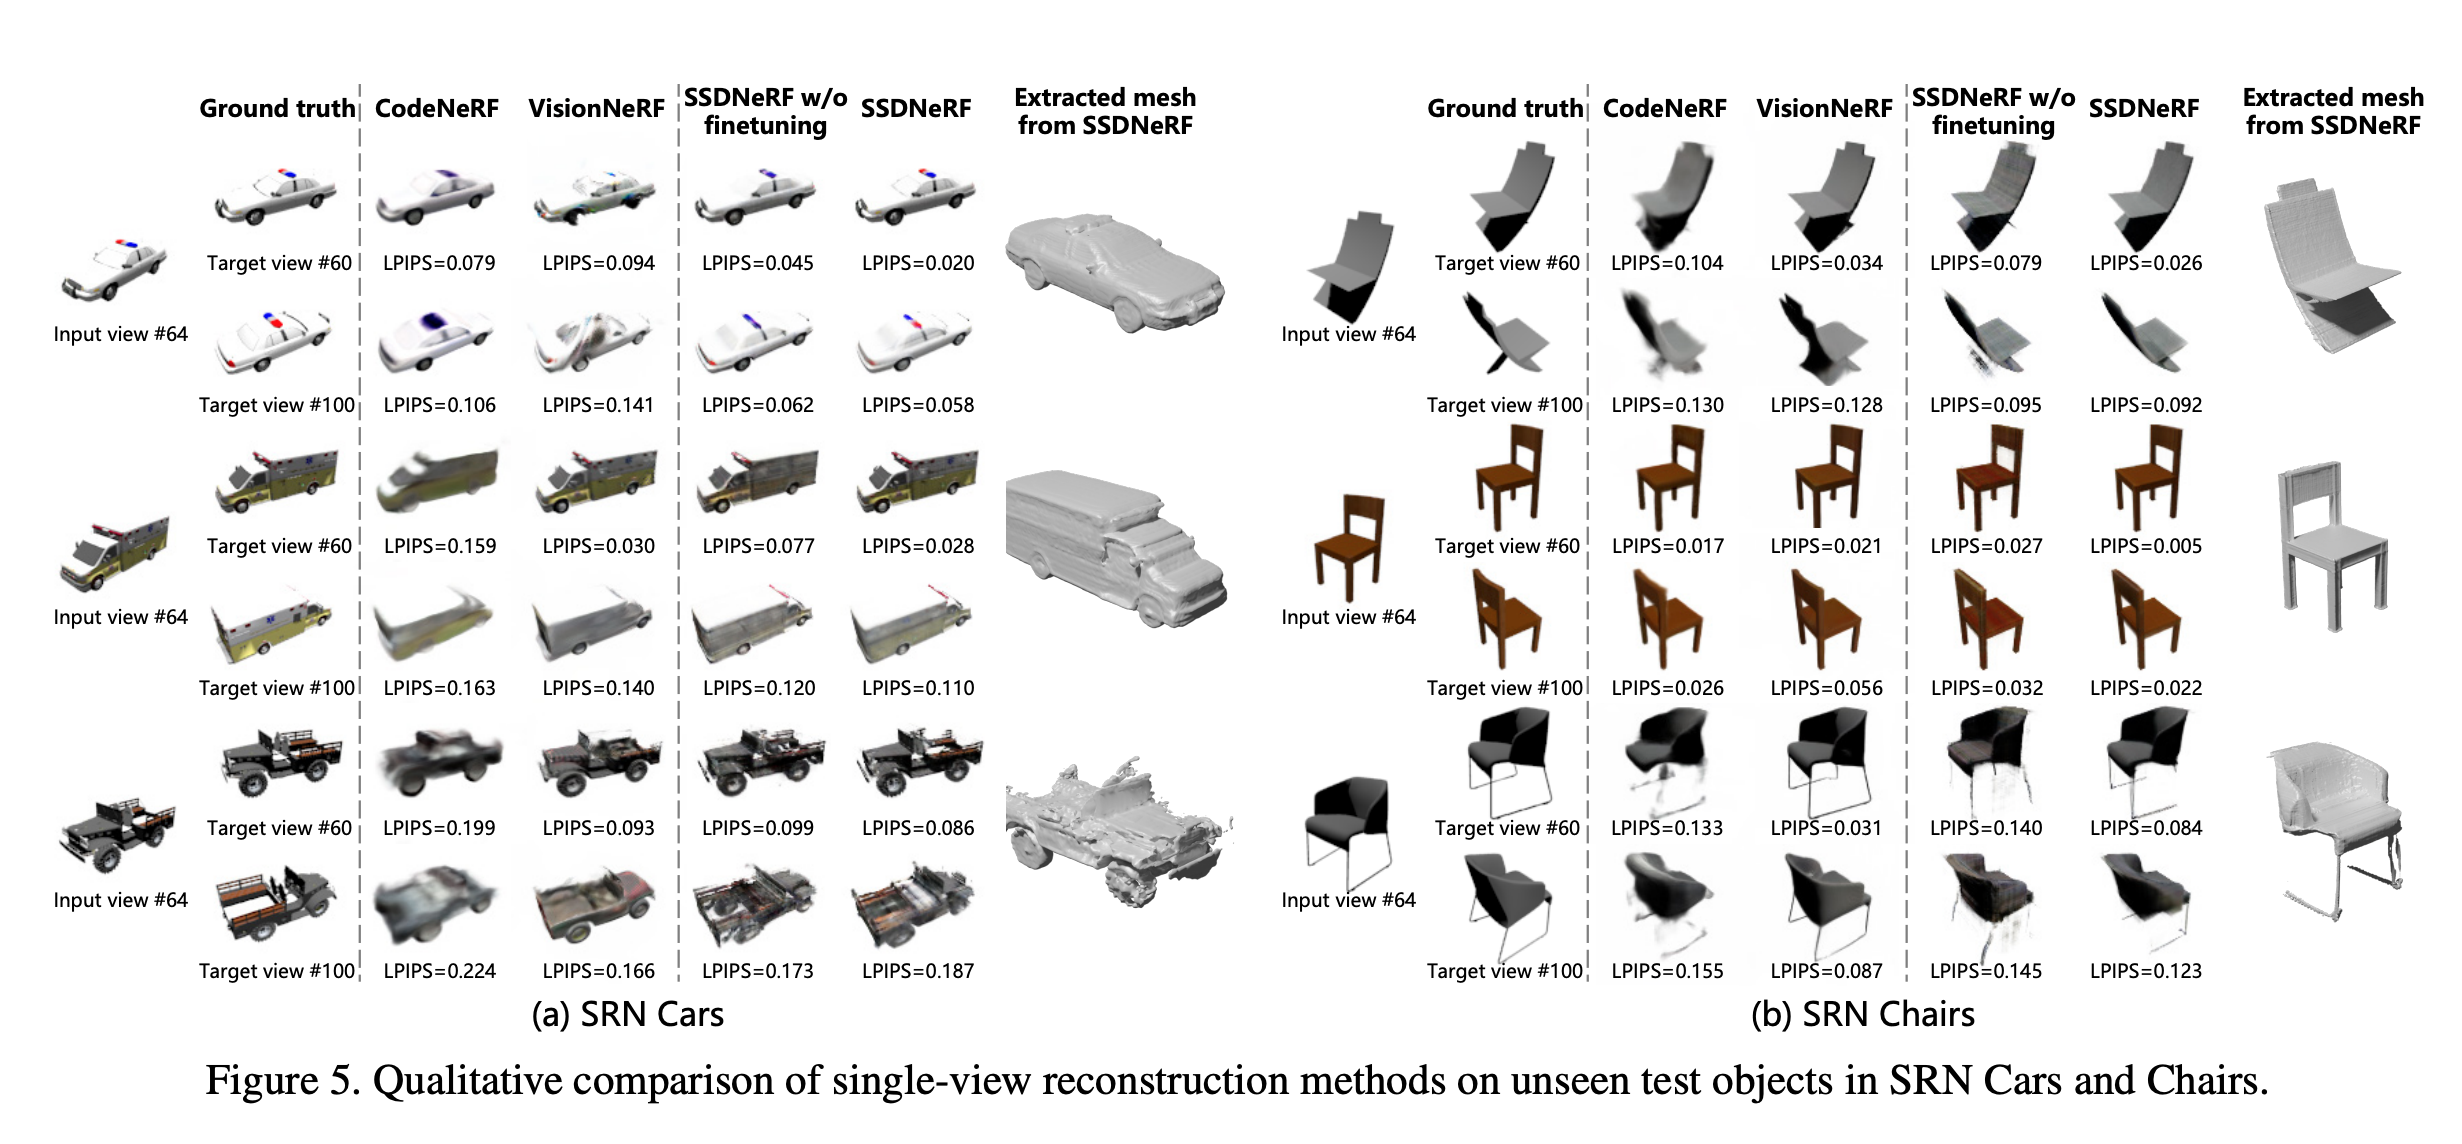 Ground truth CodeNeRF VisionNeRF SSDNeRF w/o finetuning SSDNeRF Extracted mesh from SSDNeRF
Input view #64
Target view #60 LPIPS=0.079 LPIPS=0.094 LPIPS=0.045 LPIPS=0.020
Target view #100 LPIPS=0.106 LPIPS=0.141 LPIPS=0.062 LPIPS=0.058
Input view #64
Target view #60 LPIPS=0.159 LPIPS=0.030 LPIPS=0.077 LPIPS=0.028
Target view #100 LPIPS=0.163 LPIPS=0.140 LPIPS=0.120 LPIPS=0.110
Input view #64
Target view #60 LPIPS=0.199 LPIPS=0.093 LPIPS=0.099 LPIPS=0.086
Target view #100 LPIPS=0.224 LPIPS=0.166 LPIPS=0.173 LPIPS=0.187
(a) SRN Cars
Ground truth CodeNeRF VisionNeRF SSDNeRF w/o finetuning SSDNeRF Extracted mesh from SSDNeRF
Input view #64
Target view #60 LPIPS=0.104 LPIPS=0.034 LPIPS=0.079 LPIPS=0.026
Target view #100 LPIPS=0.130 LPIPS=0.128 LPIPS=0.095 LPIPS=0.092
Input view #64
Target view #60 LPIPS=0.017 LPIPS=0.021 LPIPS=0.027 LPIPS=0.005
Target view #100 LPIPS=0.026 LPIPS=0.056 LPIPS=0.032 LPIPS=0.022
Input view #64
Target view #60 LPIPS=0.133 LPIPS=0.031 LPIPS=0.140 LPIPS=0.084
Target view #100 LPIPS=0.155 LPIPS=0.087 LPIPS=0.145 LPIPS=0.123
(b) SRN Chairs
Figure 5. Qualitative comparison of single-view reconstruction methods on unseen test objects in SRN Cars and Chairs.